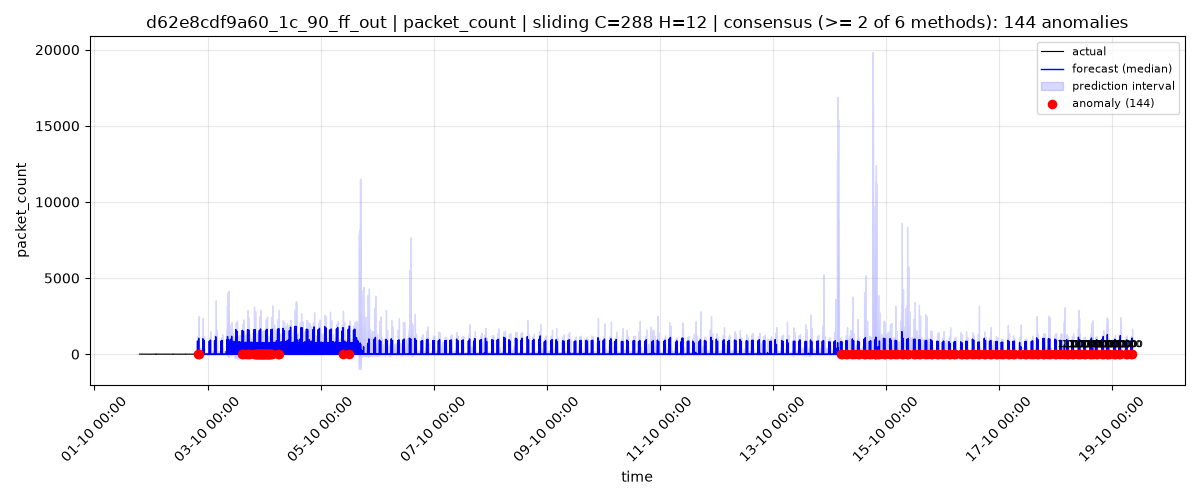 d62e8cdf9a60_1c_90_ff_out | packet_count | sliding C=288 H=12 | consensus (>= 2 of 6 methods): 144 anomalies
actual
forecast (median)
prediction interval
anomaly (144)
packet_count
20000
15000
10000
5000
0
01-10 00:00
03-10 00:00
05-10 00:00
07-10 00:00
09-10 00:00
11-10 00:00
13-10 00:00
15-10 00:00
17-10 00:00
19-10 00:00
time